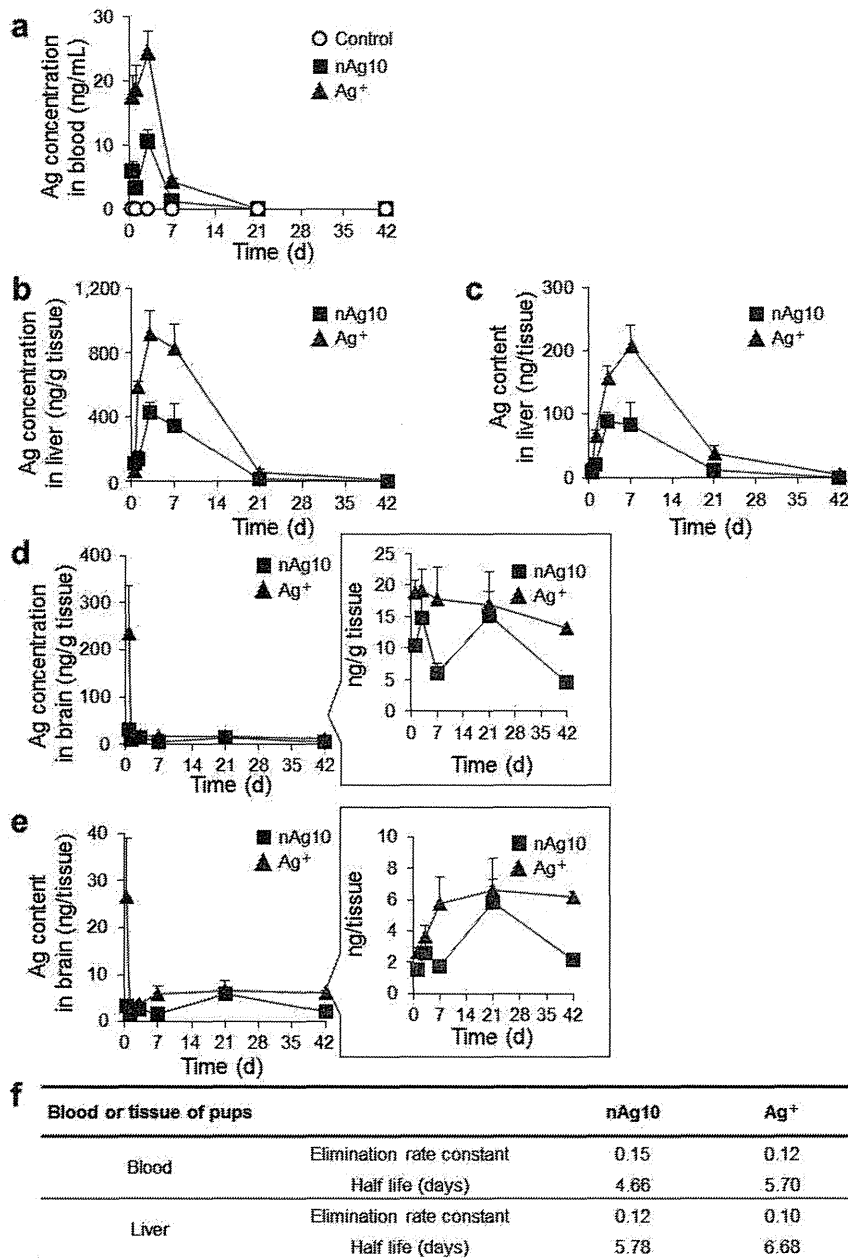 a
Ag concentration
in blood (ng/mL)
30
20
10
0
0 7 14 21 28 35 42
Time (d)
Control
nAg10
Ag+
b
Ag concentration
in liver (ng/g tissue)
1,200
800
400
0
0 7 14 21 28 35 42
Time (d)
nAg10
Ag+
c
Ag content
in liver (ng/tissue)
300
200
100
0
0 7 14 21 28 35 42
Time (d)
nAg10
Ag+
d
Ag concentration
in brain (ng/g tissue)
400
300
200
100
0
0 7 14 21 28 35 42
Time (d)
nAg10
Ag+
ng/g tissue
25
20
15
10
5
0
0 7 14 21 28 35 42
Time (d)
nAg10
Ag+
e
Ag content
in brain (ng/tissue)
40
30
20
10
0
0 7 14 21 28 35 42
Time (d)
nAg10
Ag+
ng/tissue
10
8
6
4
2
0
0 7 14 21 28 35 42
Time (d)
nAg10
Ag+
f
Blood or tissue of pups nAg10 Ag+
Blood
Elimination rate constant 0.15 0.12
Half life (days) 4.66 5.70
Liver
Elimination rate constant 0.12 0.10
Half life (days) 5.78 6.68